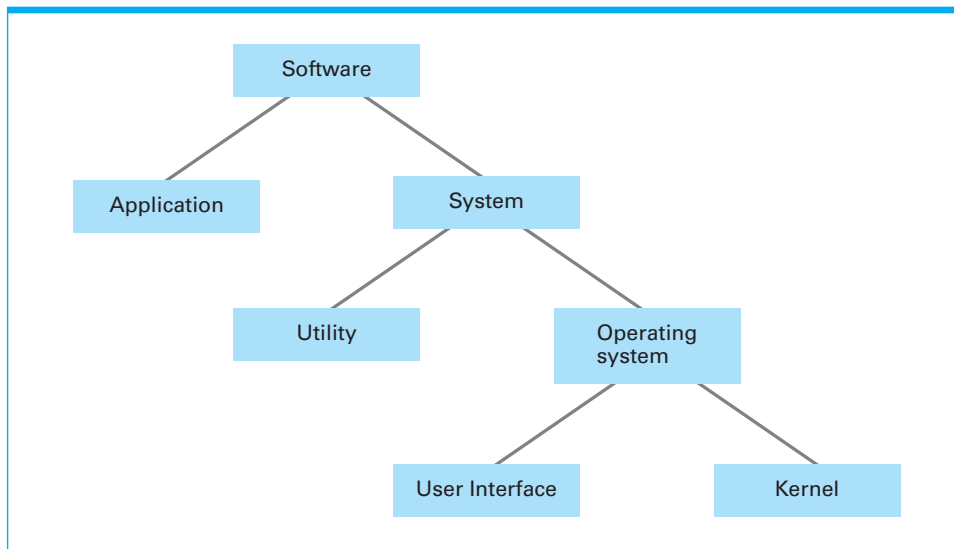 Software
Application
System
Utility
Operating
system
User Interface
Kernel